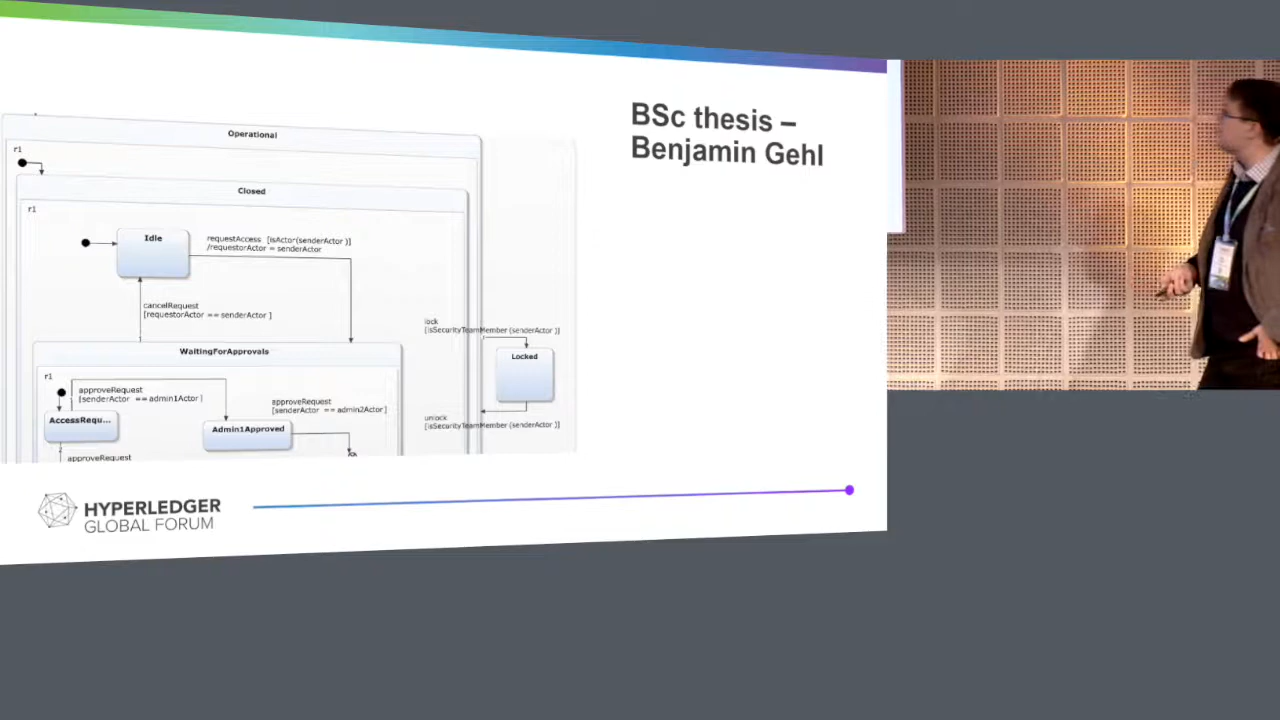 BSc thesis –
Benjamin Gehl
Operational
r1
Closed
r1
Idle
requestAccess [isActor(senderActor )]
/requestorActor = senderActor
cancelRequest
[requestorActor == senderActor ]
lock
[isSecurityTeamMember (senderActor )]
Locked
unlock
[isSecurityTeamMember (senderActor )]
WaitingForApprovals
r1
approveRequest
[senderActor == admin1Actor ]
approveRequest
[senderActor == admin2Actor ]
AccessRequ...
Admin1Approved
approveRequest
HYPERLEDGER
GLOBAL FORUM